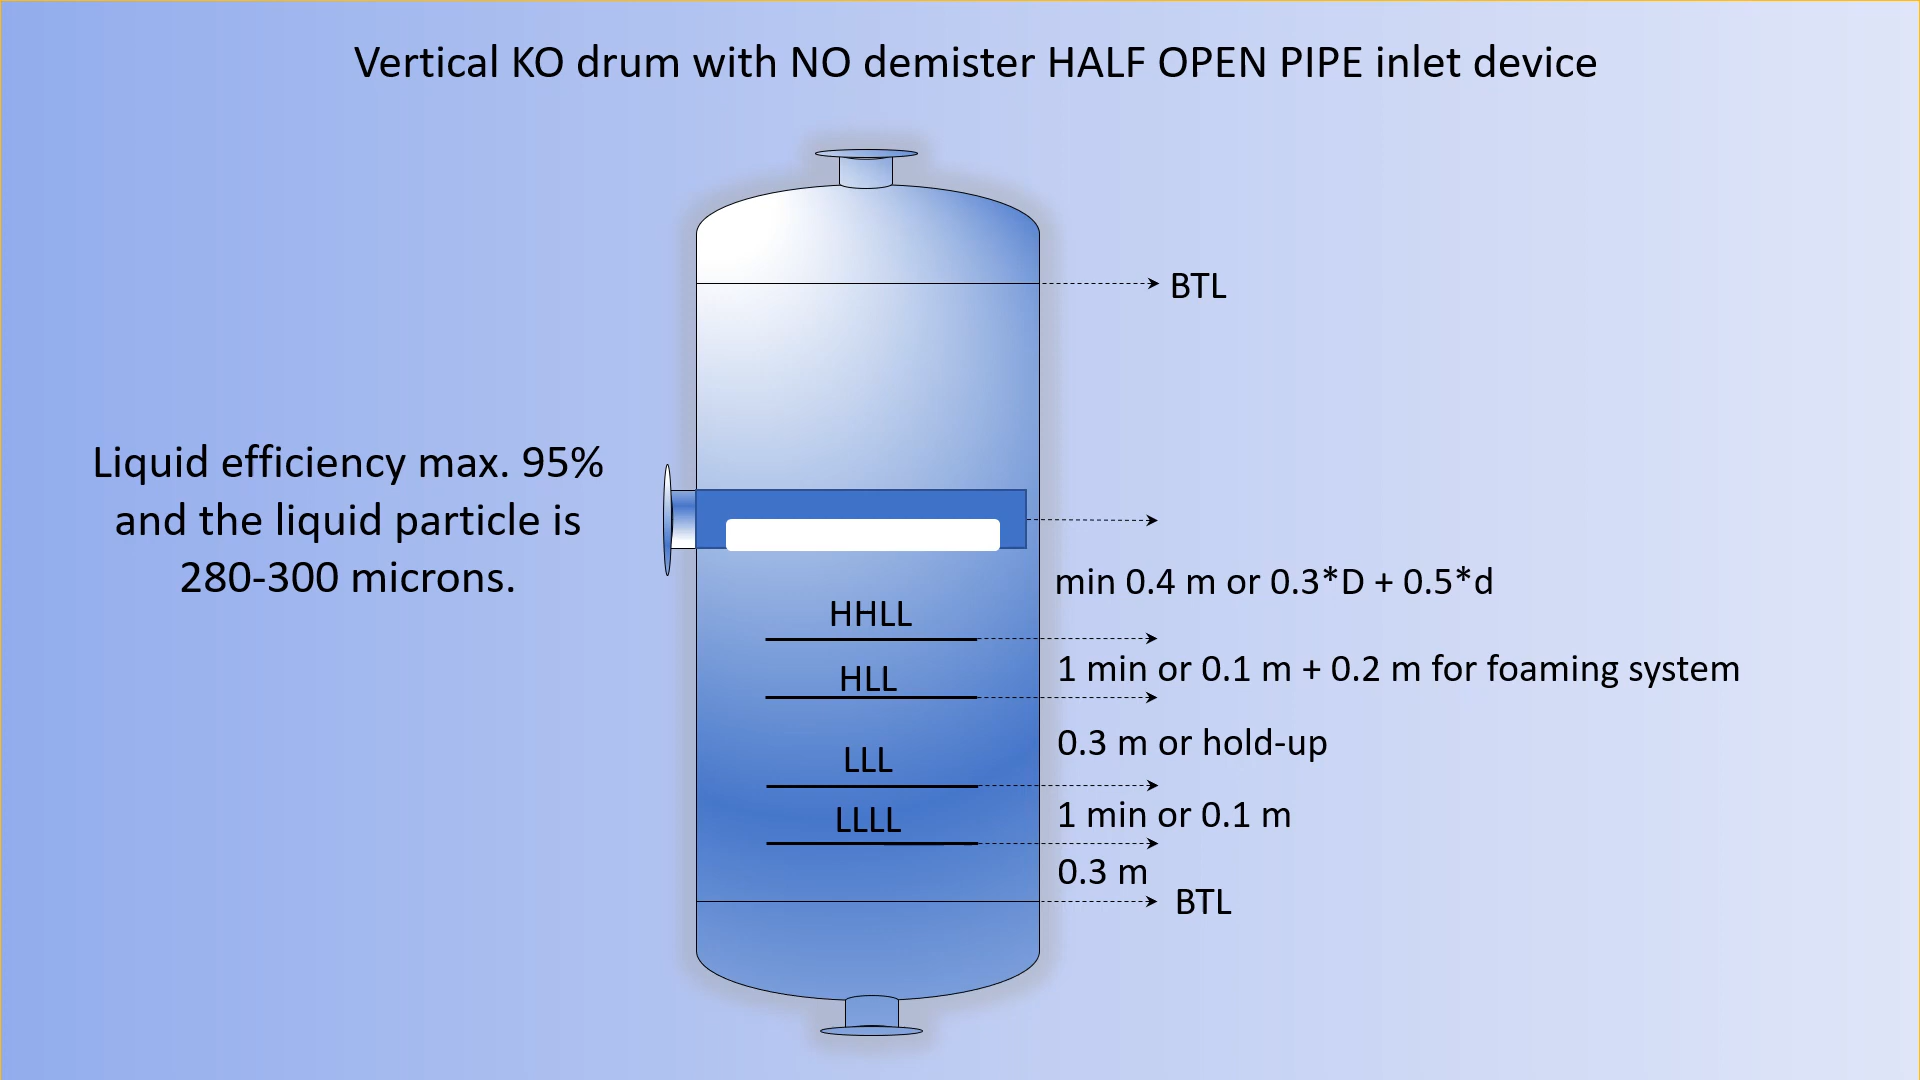 Vertical KO drum with NO demister HALF OPEN PIPE inlet device
BTL
Liquid efficiency max. 95%
and the liquid particle is
280-300 microns.
min 0.4 m or 0.3*D + 0.5*d
HHLL
1 min or 0.1 m + 0.2 m for foaming system
HLL
0.3 m or hold-up
LLL
1 min or 0.1 m
LLLL
0.3 m
BTL